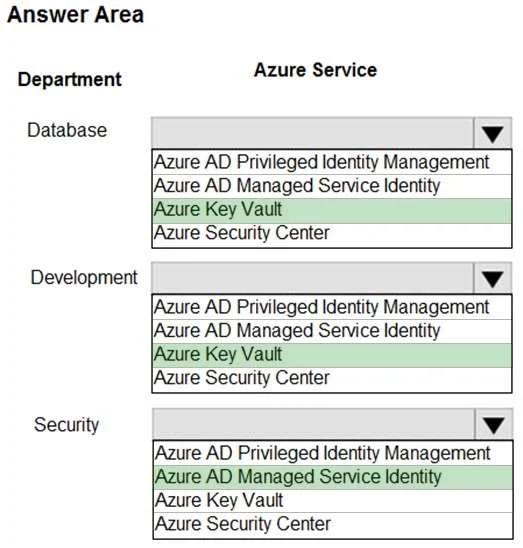 Answer Area
Department
Azure Service
Database
Azure AD Privileged Identity Management
Azure AD Managed Service Identity
Azure Key Vault
Azure Security Center
Development
Azure AD Privileged Identity Management
Azure AD Managed Service Identity
Azure Key Vault
Azure Security Center
Security
Azure AD Privileged Identity Management
Azure AD Managed Service Identity
Azure Key Vault
Azure Security Center